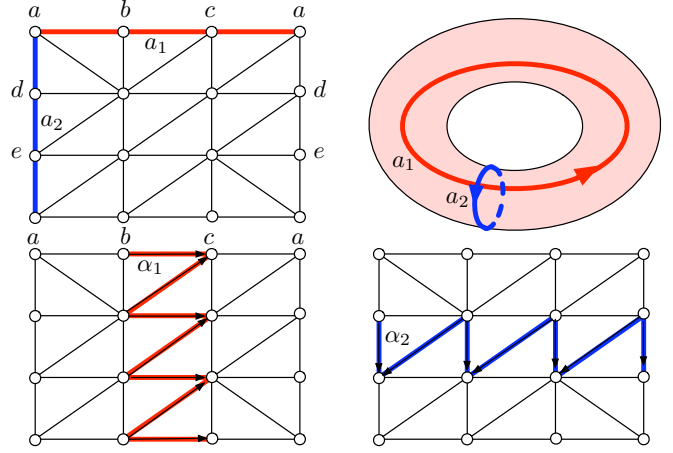 a b c a
a₁
d d
a₂
e e
a b c a
a₁
a₂
α₁
α₂